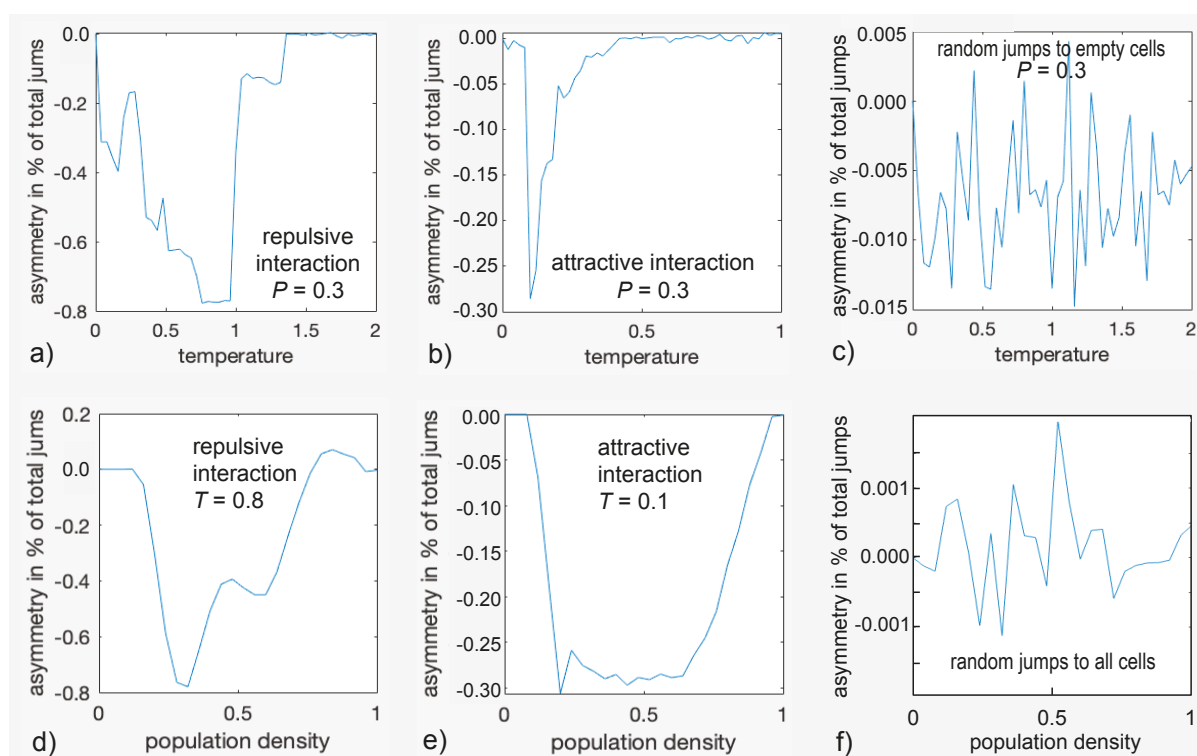 asymmetry in % of total jums
0.0
-0.2
-0.4
-0.6
-0.8
repulsive
interaction
P = 0.3
0
0.5
1
1.5
2
temperature
a)
asymmetry in % of total jums
0.00
-0.05
-0.10
-0.15
-0.20
-0.25
-0.30
attractive interaction
P = 0.3
0
0.5
1
temperature
b)
asymmetry in % of total jumps
0.005
0.000
-0.005
-0.010
-0.015
random jumps to empty cells
P = 0.3
0
0.5
1
1.5
2
temperature
c)
asymmetry in % of total jums
0.2
0.0
-0.2
-0.4
-0.6
-0.8
repulsive
interaction
T = 0.8
0
0.5
1
population density
d)
asymmetry in % of total jums
0.00
-0.05
-0.10
-0.15
-0.20
-0.25
-0.30
attractive
interaction
T = 0.1
0
0.5
1
population density
e)
asymmetry in % of total jumps
0.001
0.000
-0.001
random jumps to all cells
0
0.5
1
population density
f)